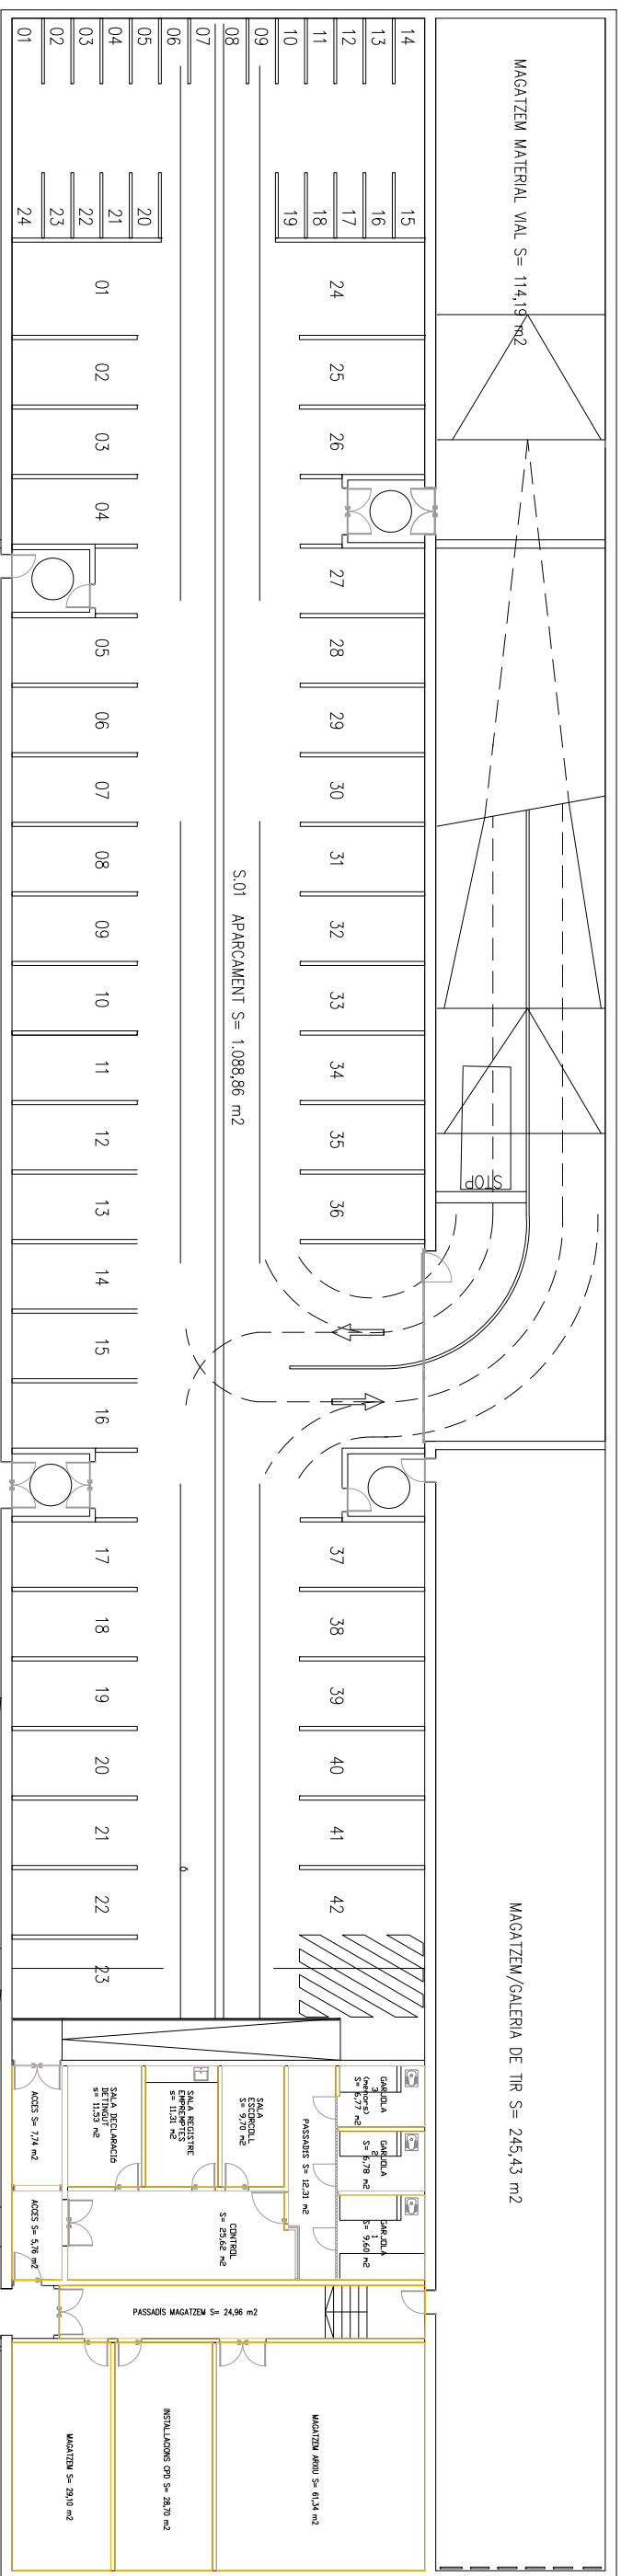 01
02
03
04
05
06
07
08
09
10
11
12
13
14
24
23
22
21
20
19
18
17
16
15
MAGATZEM MATERIAL VIAL S= 114,19 m2
01
24
02
25
03
26
04
27
05
28
06
29
07
30
08
31
S.01 APARCAMENT S= 1.088,86 m2
09
32
10
33
11
34
12
35
13
36
STOP
14
15
16
17
37
18
38
19
39
20
40
21
41
22
42
23
MAGATZEM/GALERIA DE TIR S= 245,43 m2
ACCES S= 7,74 m2
SALA DECLARACIÓ
DETINGUT
s= 11,53 m2
SALA REGISTRE
EMPREMPTES
s= 11,31 m2
SALA
ESCORCOLL
S= 9,70 m2
PASSADÍS S= 12,31 m2
GARJOLA
3
(menors)
S= 6,77 m2
GARJOLA
2
S= 6,78 m2
GARJOLA
1
S= 9,60 m2
ACCES S= 5,76 m2
CONTROL
S= 25,62 m2
PASSADÍS MAGATZEM S= 24,96 m2
MAGATZEM S= 29,10 m2
INSTALLACIONS CPD S= 28,70 m2
MAGATZEM ARXIU S= 61,34 m2